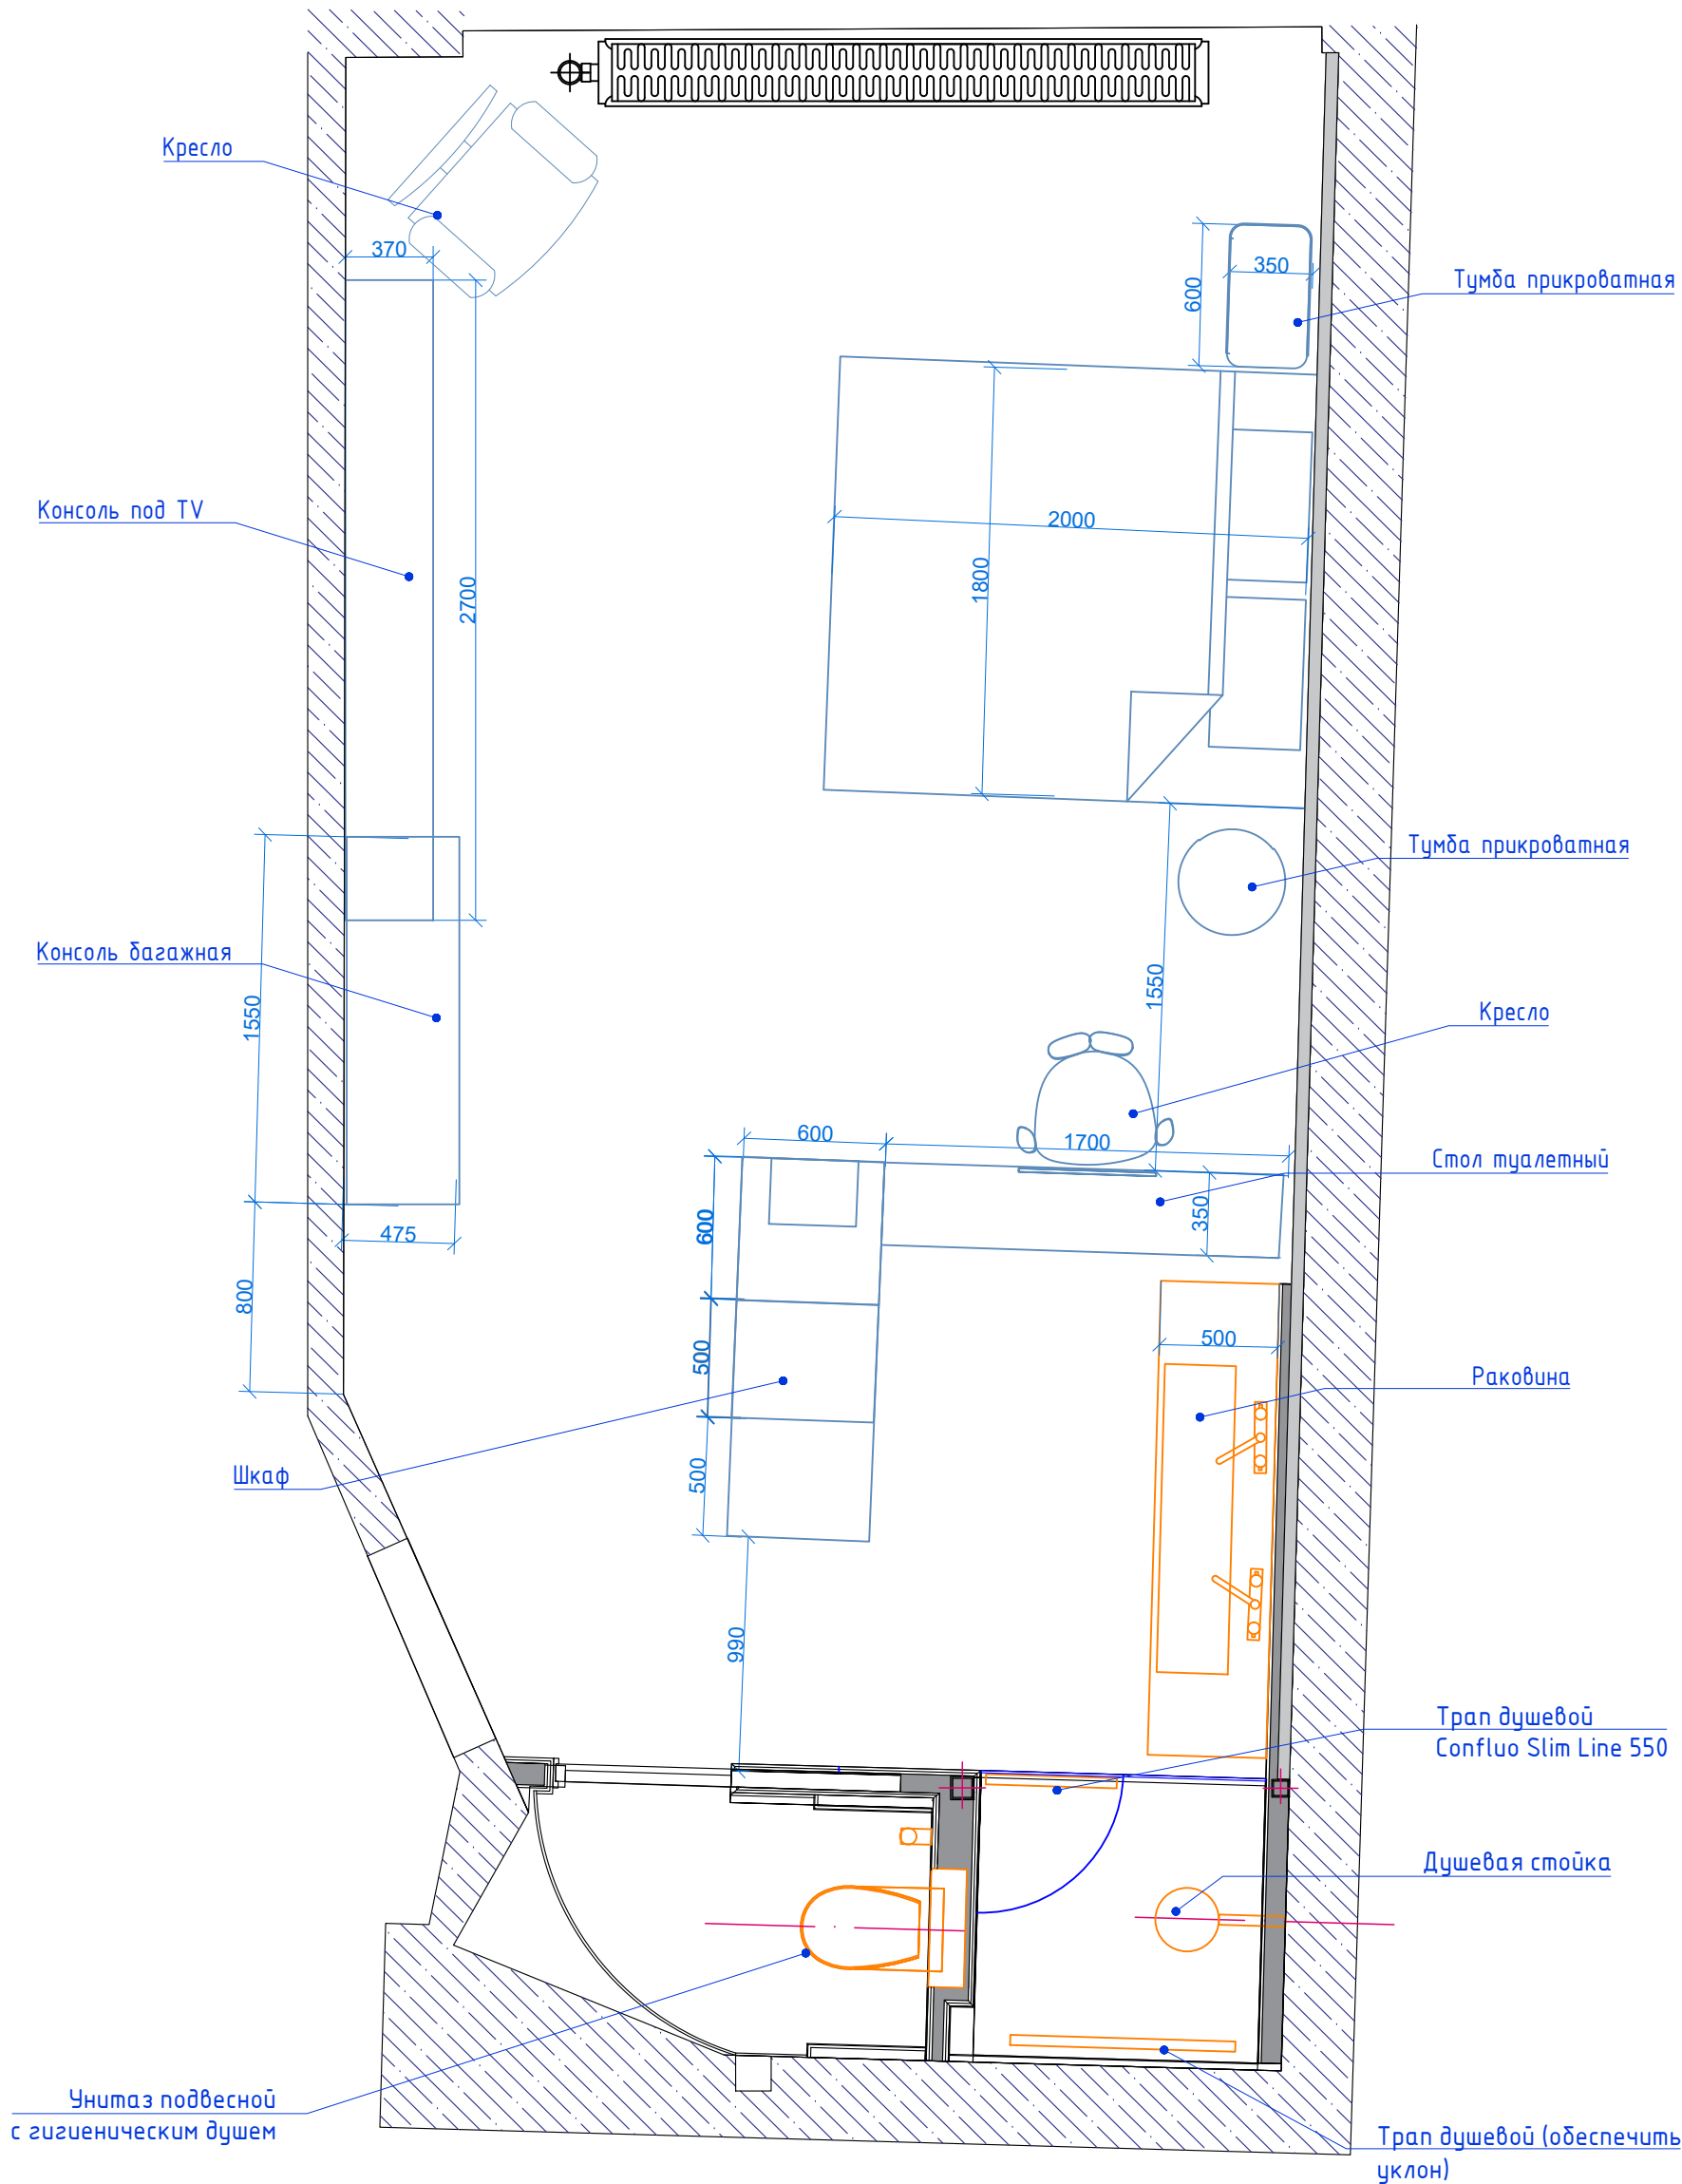 Кресло
370
350
Тумба прикроватная
600
Консоль под TV
2000
1800
2700
Тумба прикроватная
Консоль багажная
1550
1550
Кресло
600
1700
Стол туалетный
600
350
475
800
500
500
Раковина
Шкаф
500
990
Трап душевой
Confluo Slim Line 550
Душевая стойка
Унитаз подвесной
с гигиеническим душем
Трап душевой (обеспечить
уклон)